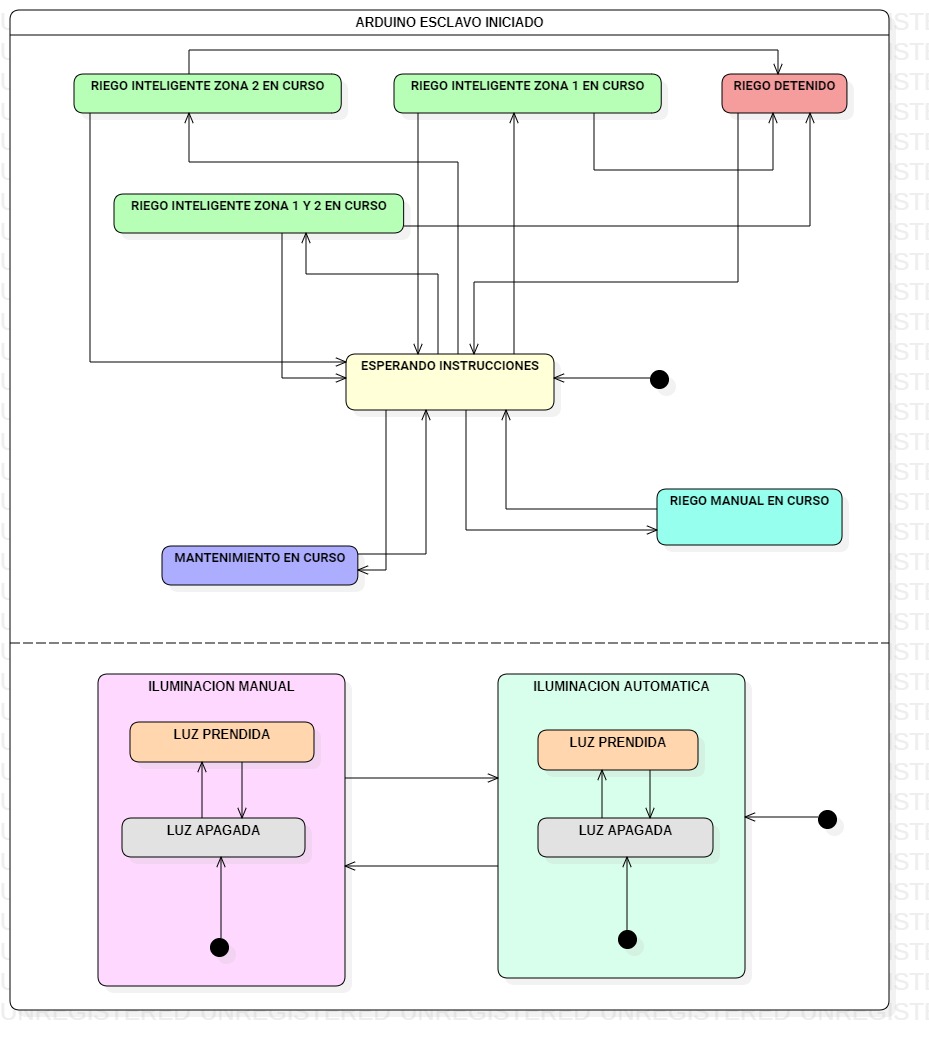 ARDUINO ESCLAVO INICIADO
RIEGO INTELIGENTE ZONA 2 EN CURSO
RIEGO INTELIGENTE ZONA 1 EN CURSO
RIEGO DETENIDO
RIEGO INTELIGENTE ZONA 1 Y 2 EN CURSO
ESPERANDO INSTRUCCIONES
RIEGO MANUAL EN CURSO
MANTENIMIENTO EN CURSO
ILUMINACION MANUAL
ILUMINACION AUTOMATICA
LUZ PRENDIDA
LUZ PRENDIDA
LUZ APAGADA
LUZ APAGADA
UNREGISTERED UNREGISTERED UNREGISTERED UNREGISTERED UNREGISTE